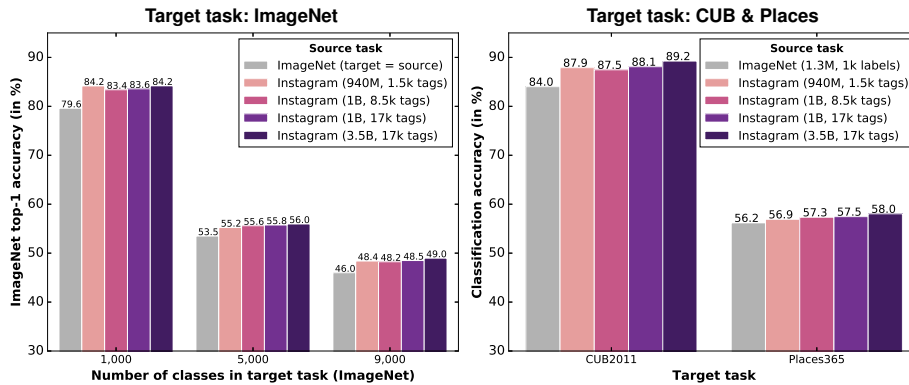 Target task: ImageNet
ImageNet top-1 accuracy (in %)
90
80
70
60
50
40
30
Source task
ImageNet (target = source)
Instagram (940M, 1.5k tags)
Instagram (1B, 8.5k tags)
Instagram (1B, 17k tags)
Instagram (3.5B, 17k tags)
79.6 84.2 83.4 83.6 84.2
53.5 55.2 55.6 55.8 56.0
46.0 48.4 48.2 48.5 49.0
1,000 5,000 9,000
Number of classes in target task (ImageNet)
Target task: CUB & Places
Classification accuracy (in %)
90
80
70
60
50
40
30
Source task
ImageNet (1.3M, 1k labels)
Instagram (940M, 1.5k tags)
Instagram (1B, 8.5k tags)
Instagram (1B, 17k tags)
Instagram (3.5B, 17k tags)
84.0 87.9 87.5 88.1 89.2
56.2 56.9 57.3 57.5 58.0
CUB2011 Places365
Target task